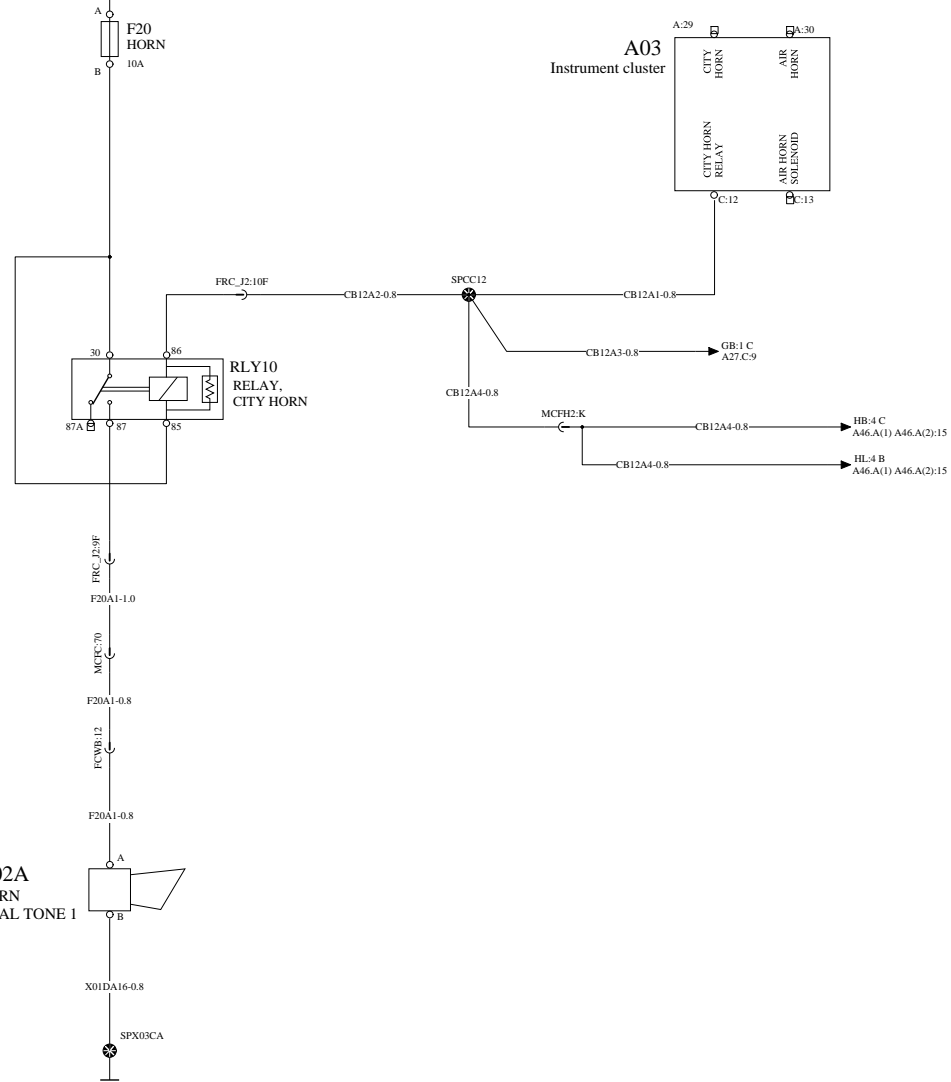 A
F20
HORN
10A
B
A:29
A:30
A03
Instrument cluster
CITY
HORN
AIR
HORN
CITY HORN
RELAY
AIR HORN
SOLENOID
C:12
C:13
FRC_J2:10F
CB12A2-0.8
SPCC12
CB12A1-0.8
30
86
RLY10
RELAY,
CITY HORN
87A
87
85
CB12A3-0.8
GB:1 C
A27.C:9
CB12A4-0.8
MCFH2:K
CB12A4-0.8
HB:4 C
A46.A(1) A46.A(2):15
CB12A4-0.8
HL:4 B
A46.A(1) A46.A(2):15
FRC_J2:9F
F20A1-1.0
MCFC:70
F20A1-0.8
FCWB:12
F20A1-0.8
A
02A
RN
AL TONE 1
B
X01DA16-0.8
SPX03CA